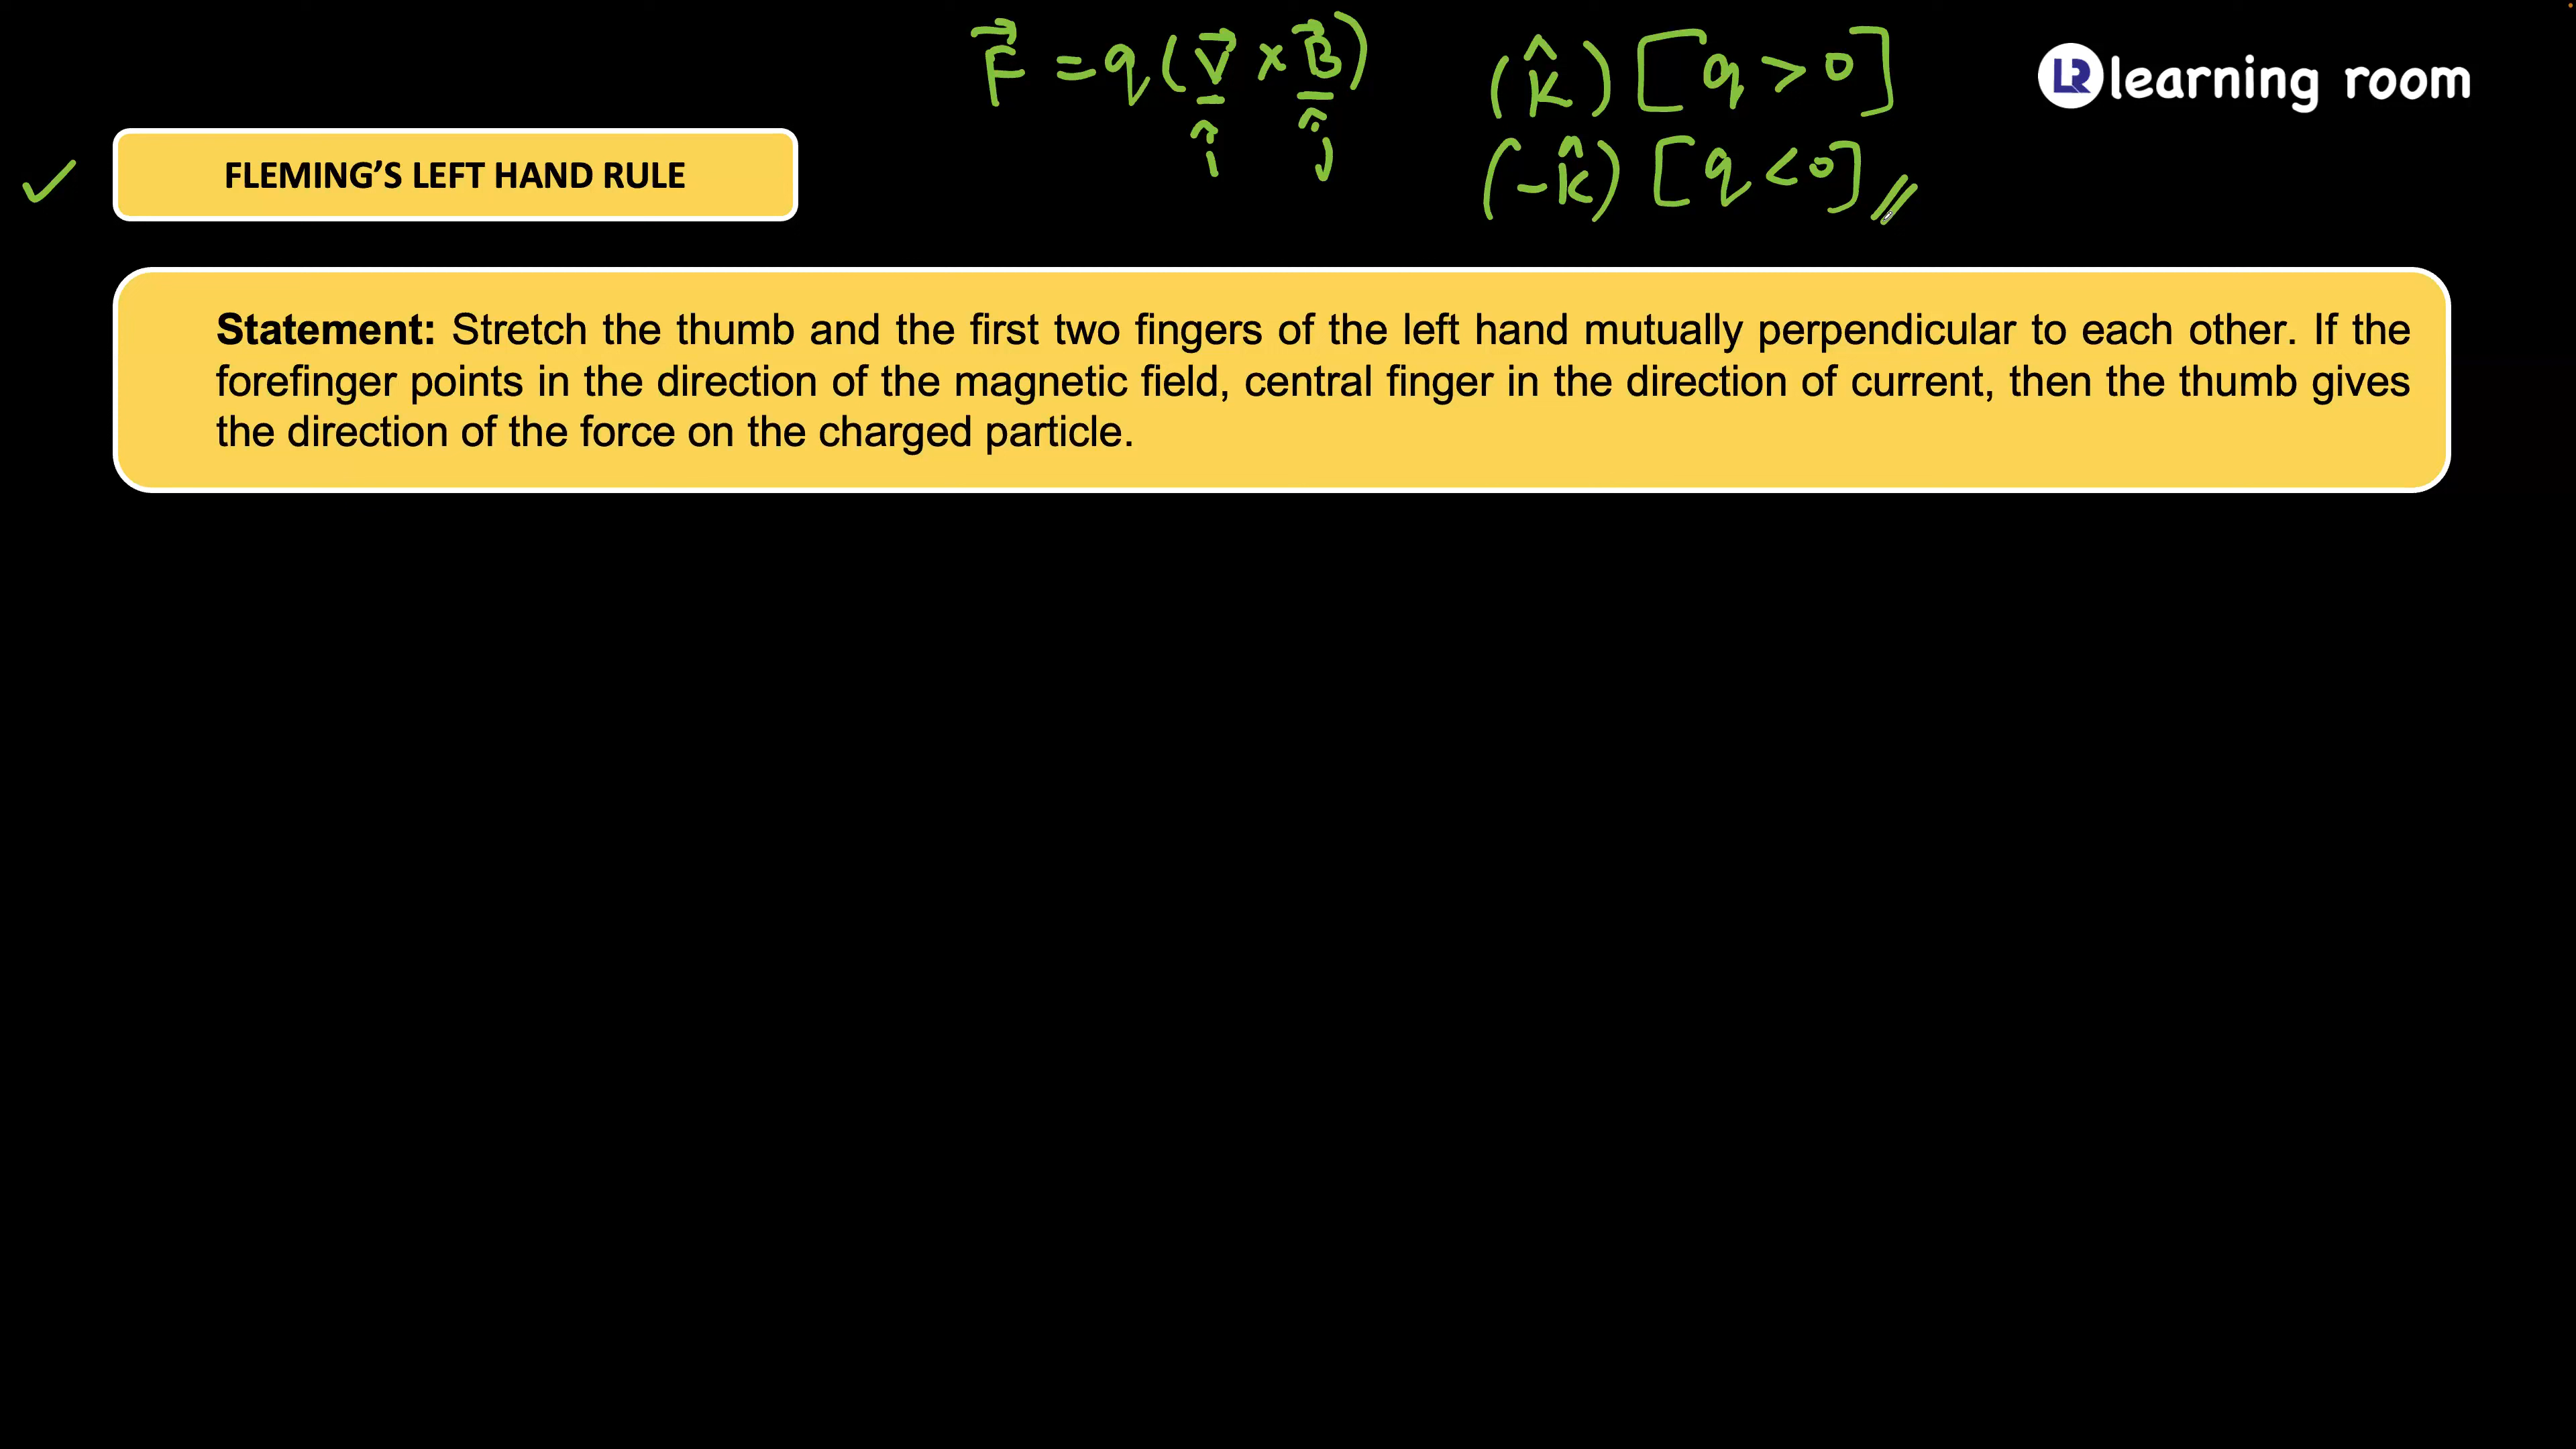 F⃗ = q(v⃗ × B⃗) (k̂) [q > 0]
î ĵ (-k̂) [q < 0]
LR learning room
✓ FLEMING’S LEFT HAND RULE
Statement: Stretch the thumb and the first two fingers of the left hand mutually perpendicular to each other. If the
forefinger points in the direction of the magnetic field, central finger in the direction of current, then the thumb gives
the direction of the force on the charged particle.